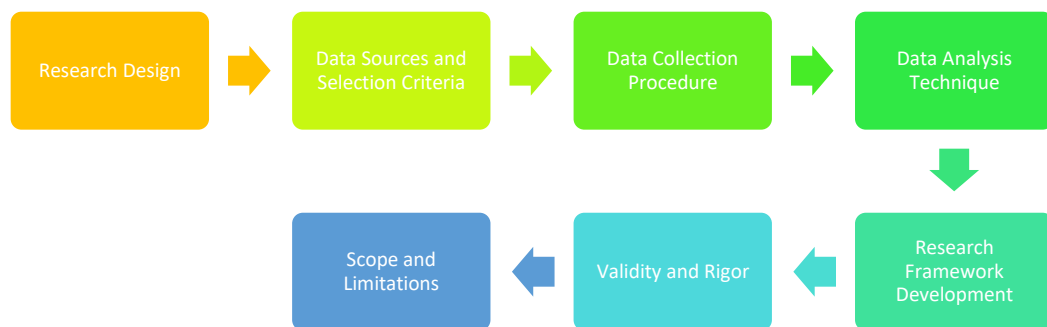 Research Design
Data Sources and
Selection Criteria
Data Collection
Procedure
Data Analysis
Technique
Research
Framework
Development
Validity and Rigor
Scope and
Limitations